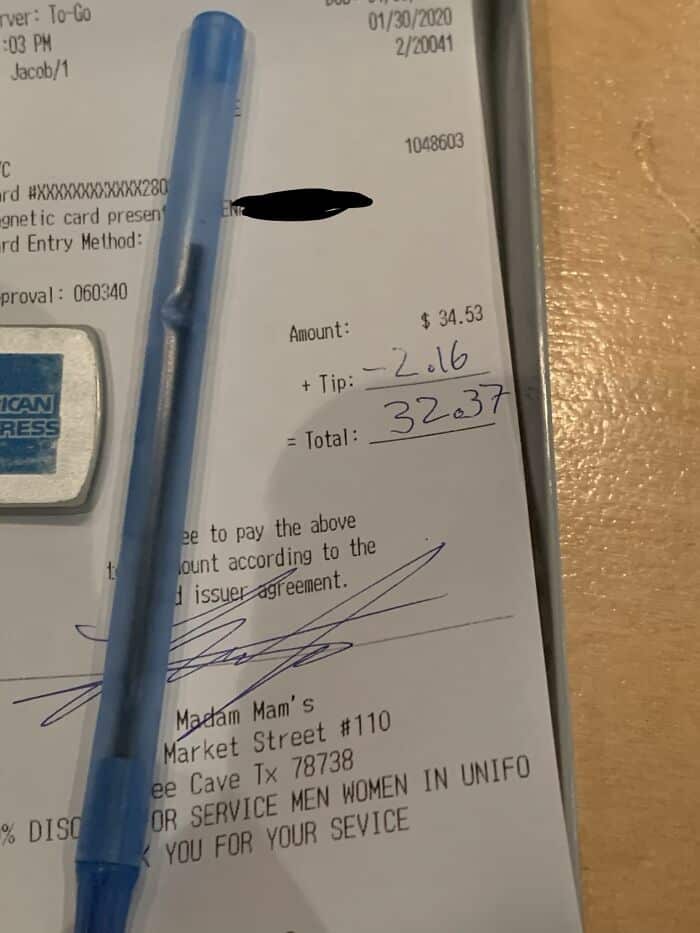 rver: To-Go
01/30/2020
:03 PM
2/20041
Jacob/1
1048603
rd #XXXXXXXXXXXX280
gnetic card present
rd Entry Method:
proval: 060340
Amount: $ 34.53
+ Tip: -2.16
= Total: 32.37
ICAN
RESS
ee to pay the above
ount according to the
d issuer agreement.
Madam Mam's
Market Street #110
ee Cave Tx 78738
% DISC OR SERVICE MEN WOMEN IN UNIFO
K YOU FOR YOUR SEVICE